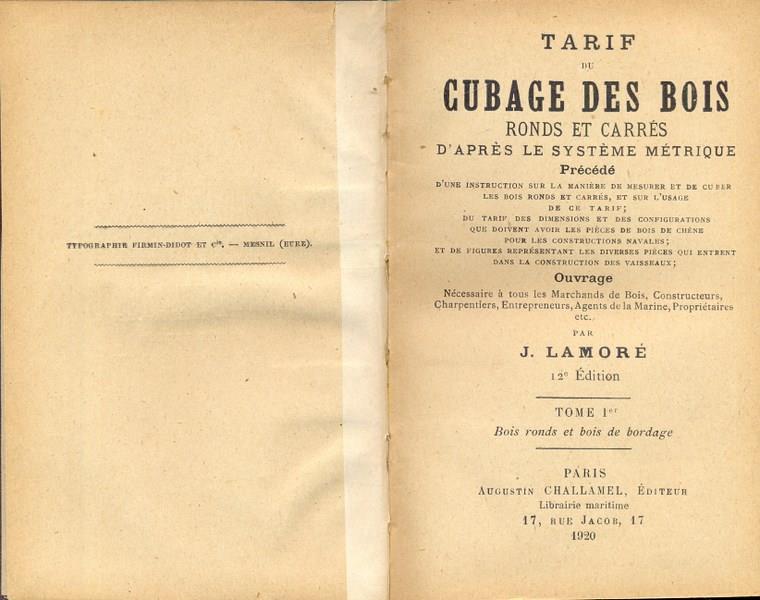 TYPOGRAPHIE FIRMIN-DIDOT ET Cie. — MESNIL (EURE).
TARIF
DU
CUBAGE DES BOIS
RONDS ET CARRÉS
D'APRÈS LE SYSTÈME MÉTRIQUE
Précédé
D'UNE INSTRUCTION SUR LA MANIÈRE DE MESURER ET DE CUBER
LES BOIS RONDS ET CARRÉS, ET SUR L'USAGE
DE CE TARIF;
DU TARIF DES DIMENSIONS ET DES CONFIGURATIONS
QUE DOIVENT AVOIR LES PIÈCES DE BOIS DE CHÊNE
POUR LES CONSTRUCTIONS NAVALES;
ET DE FIGURES REPRÉSENTANT LES DIVERSES PIÈCES QUI ENTRENT
DANS LA CONSTRUCTION DES VAISSEAUX;
Ouvrage
Nécessaire à tous les Marchands de Bois, Constructeurs,
Charpentiers, Entrepreneurs, Agents de la Marine, Propriétaires
etc.
PAR
J. LAMORÉ
12e Édition
TOME 1er
Bois ronds et bois de bordage
PARIS
AUGUSTIN CHALLAMEL, ÉDITEUR
Librairie maritime
17, RUE JACOB, 17
1920